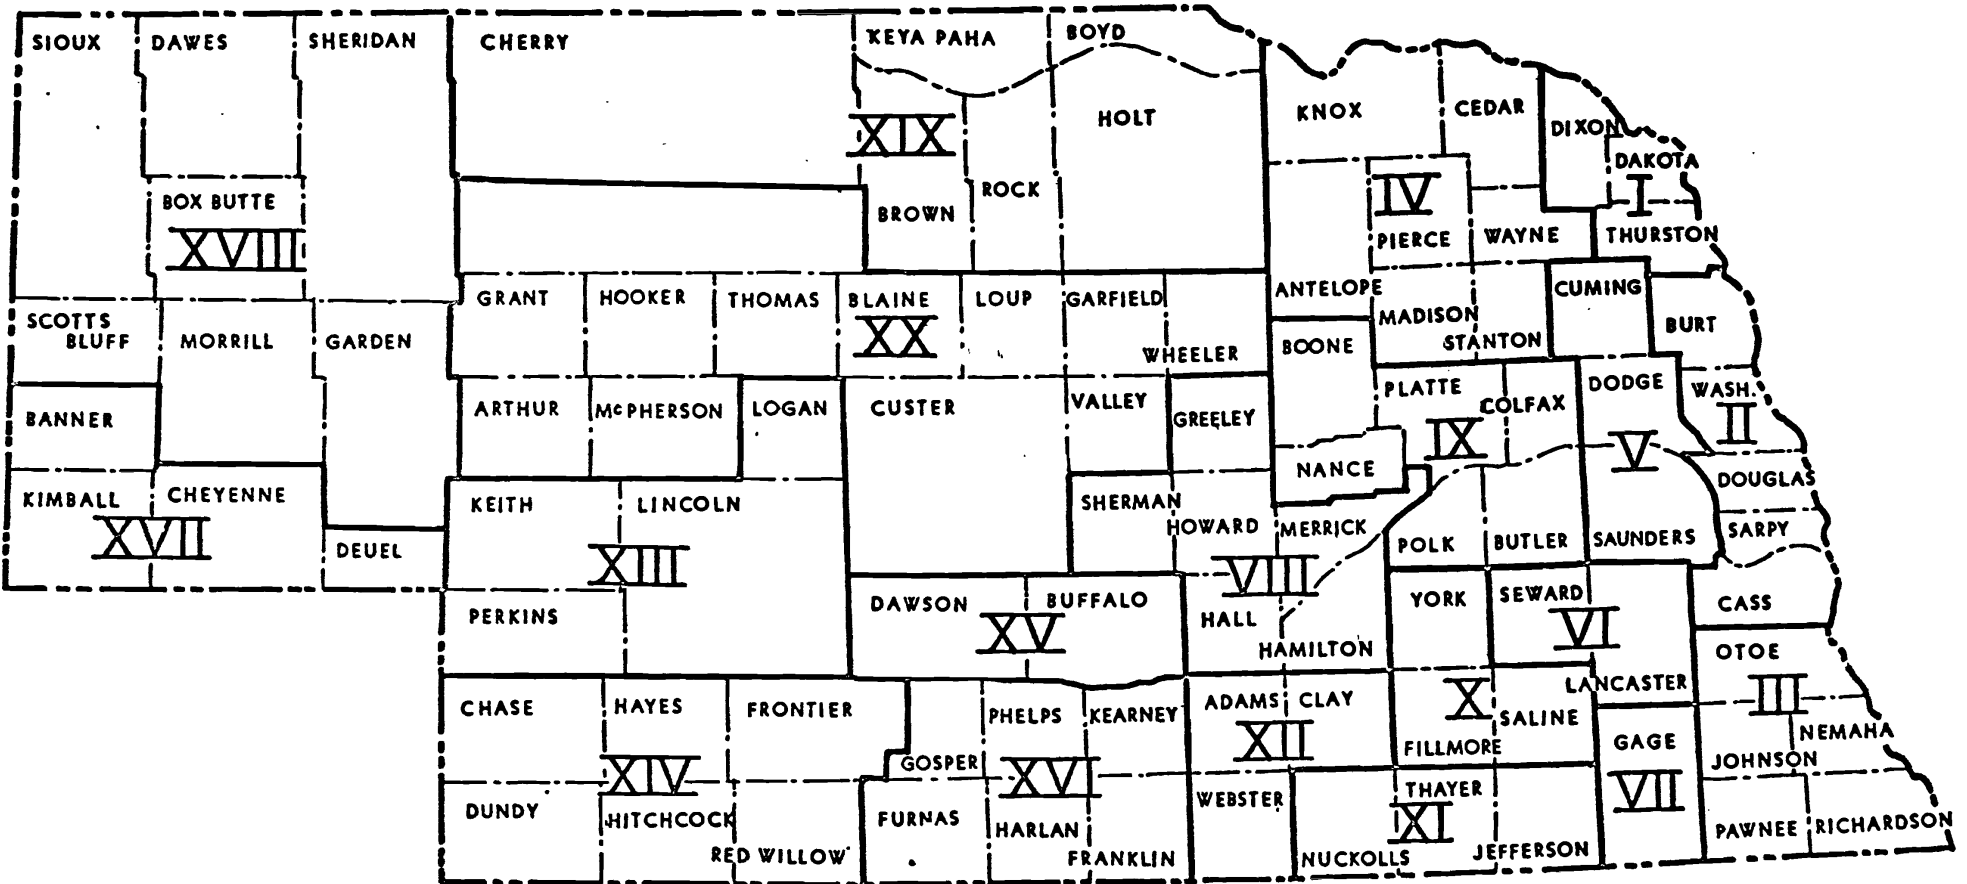 SIOUX DAWES SHERIDAN CHERRY KEYA PAHA BOYD
HOLT KNOX CEDAR DIXON
XIX
DAKOTA
BOX BUTTE BROWN ROCK IV I
XVIII PIERCE WAYNE THURSTON
GRANT HOOKER THOMAS BLAINE LOUP GARFIELD ANTELOPE CUMING
SCOTTS
BLUFF MORRILL GARDEN XX WHEELER BOONE MADISON STANTON BURT
BANNER ARTHUR McPHERSON LOGAN CUSTER VALLEY GREELEY PLATTE COLFAX DODGE WASH.
IX V II
NANCE
KIMBALL CHEYENNE KEITH LINCOLN SHERMAN DOUGLAS
XVII DEUEL XIII HOWARD MERRICK POLK BUTLER SAUNDERS SARPY
VIII
PERKINS DAWSON BUFFALO HALL YORK SEWARD CASS
XV HAMILTON VI
OTOE
CHASE HAYES FRONTIER PHELPS KEARNEY ADAMS CLAY X SALINE LANCASTER III
XII
XIV GOSPER XVI FILLMORE GAGE JOHNSON NEMAHA
DUNDY HITCHCOCK FURNAS HARLAN WEBSTER THAYER VII
XI
RED WILLOW FRANKLIN NUCKOLLS JEFFERSON PAWNEE RICHARDSON